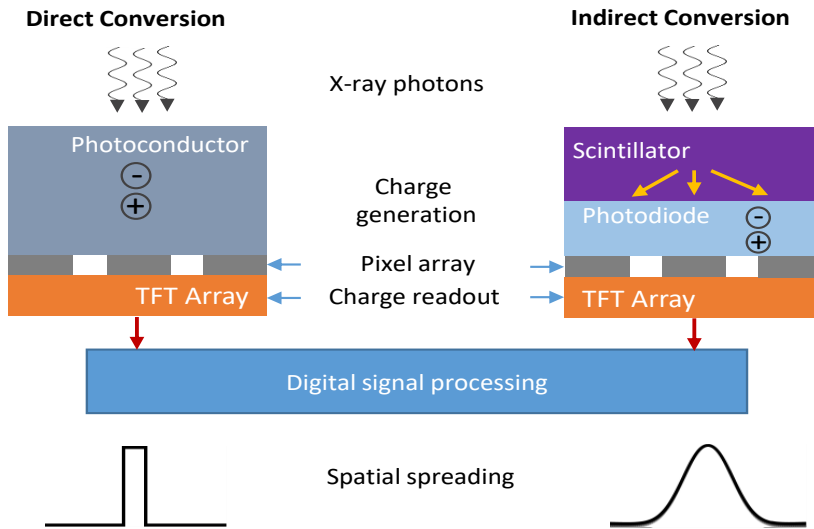 Direct Conversion
Indirect Conversion
X-ray photons
Photoconductor
-
+
Scintillator
Charge
generation
Photodiode
-
+
Pixel array
TFT Array
Charge readout
TFT Array
Digital signal processing
Spatial spreading